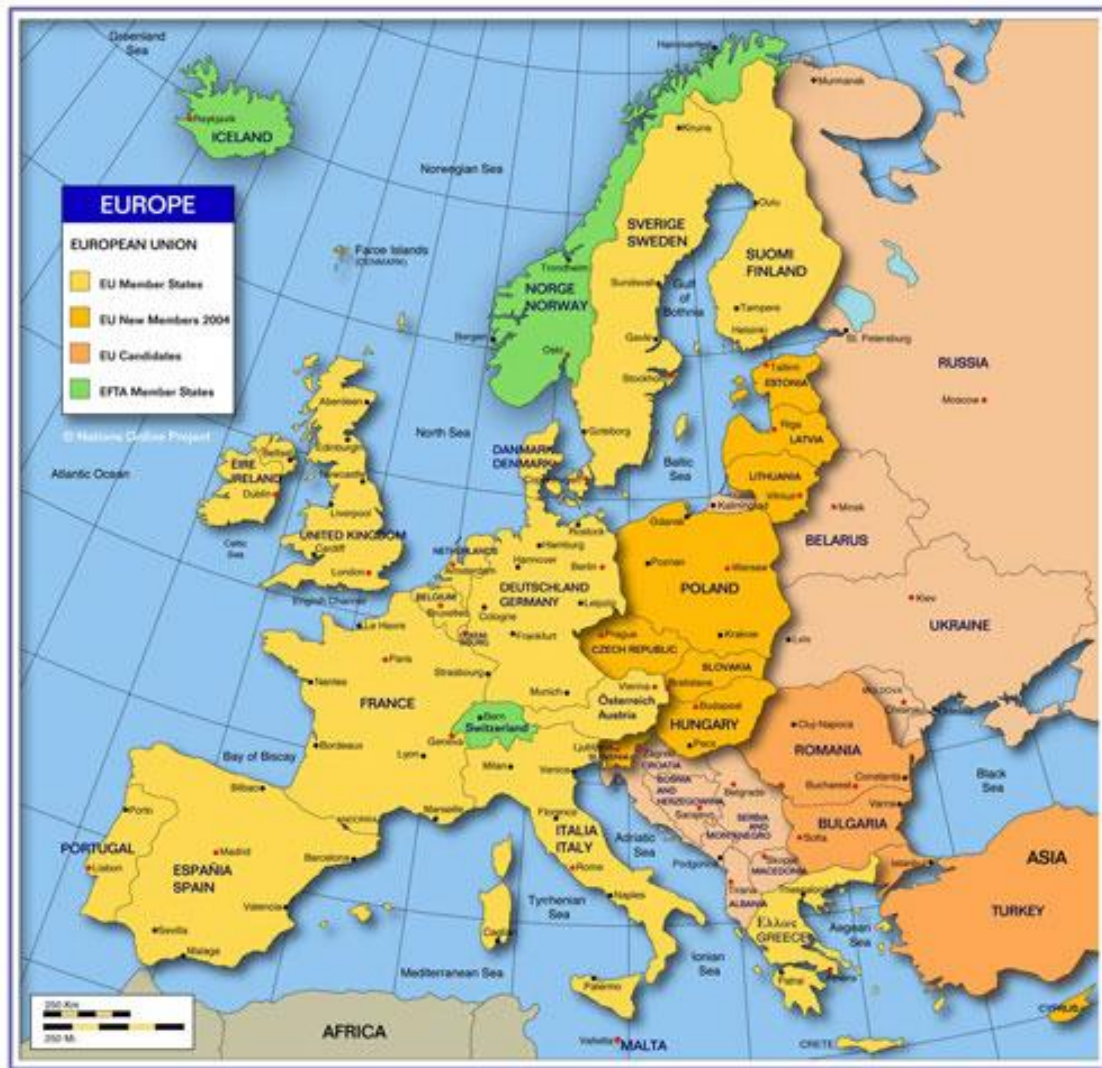 Greenland
Sea
Hammerfest
Murmansk
Reykjavik
ICELAND
Kiruna
Norwegian Sea
EUROPE
EUROPEAN UNION
EU Member States
EU New Members 2004
EU Candidates
EFTA Member States
© Nations Online Project
Oulu
SVERIGE
SWEDEN
SUOMI
FINLAND
Faroe Islands
(DENMARK)
Trondheim
Sundsvall
Gulf
of
Bothnia
NORGE
NORWAY
Tampere
Helsinki
St. Petersburg
Bergen
Oslo
Gavle
Stockholm
RUSSIA
Moscow
Tallinn
ESTONIA
Riga
LATVIA
LITHUANIA
Vilnius
Aberdeen
Edinburgh
North Sea
Goteborg
DANMARK
DENMARK
Baltic
Sea
Atlantic Ocean
Belfast
ÉIRE
IRELAND
Dublin
Newcastle
Liverpool
UNITED KINGDOM
Cardiff
London
Celtic
Sea
English Channel
Kaliningrad
Gdansk
Minsk
BELARUS
Rostock
Hamburg
NETHERLANDS
Amsterdam
Hannover
Berlin
Poznan
Warsaw
POLAND
DEUTSCHLAND
GERMANY
Leipzig
BELGIUM
Brussels
Cologne
Frankfurt
Kiev
UKRAINE
Krakow
Prague
CZECH REPUBLIC
SLOVAKIA
Bratislava
Le Havre
Paris
Strasbourg
Nantes
FRANCE
Munich
Vienna
Österreich
Austria
Budapest
HUNGARY
Pecs
MOLDOVA
Cluj-Napoca
ROMANIA
Bern
Switzerland
Geneva
Bordeaux
Lyon
Milan
Venice
Zagreb
CROATIA
BOSNIA
AND
HERZEGOWINA
Sarajevo
Belgrade
SERBIA
AND
MONTENEGRO
Bucharest
Constanta
Black
Sea
Varna
BULGARIA
Sofia
Bay of Biscay
Bilbao
Marseille
ANDORRA
Florence
ITALIA
ITALY
Rome
Adriatic
Sea
Podgorica
Skopje
MACEDONIA
Tirana
ALBANIA
Istanbul
ASIA
TURKEY
Porto
PORTUGAL
Lisbon
Madrid
ESPAÑIA
SPAIN
Barcelona
Valencia
Sevilla
Malaga
Naples
Tyrrhenian
Sea
Cagliari
Thessaloniki
Ελλας
GREECE
Aegean
Sea
Ionian
Sea
Patrai
Athens
Mediterranean Sea
Palermo
250 Km
250 Mi
AFRICA
Valletta
MALTA
CRETE
CYPRUS